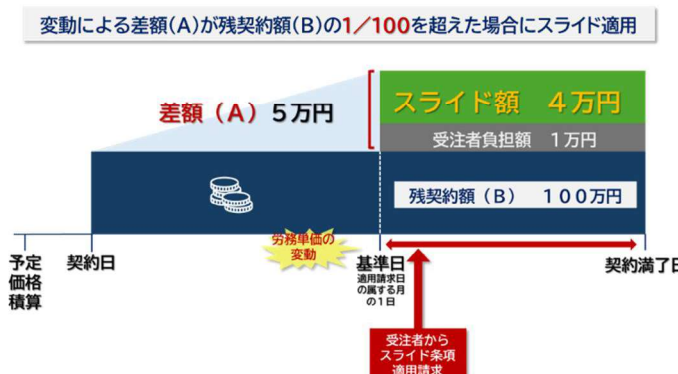 変動による差額(A)が残契約額(B)の1/100を超えた場合にスライド適用
差額(A)5万円
スライド額 4万円
受注者負担額 1万円
残契約額(B) 100万円
労務単価の
変動
予定
価格
積算
契約日
基準日
適用請求日
の属する月
の1日
契約満了日
受注者から
スライド条項
適用請求